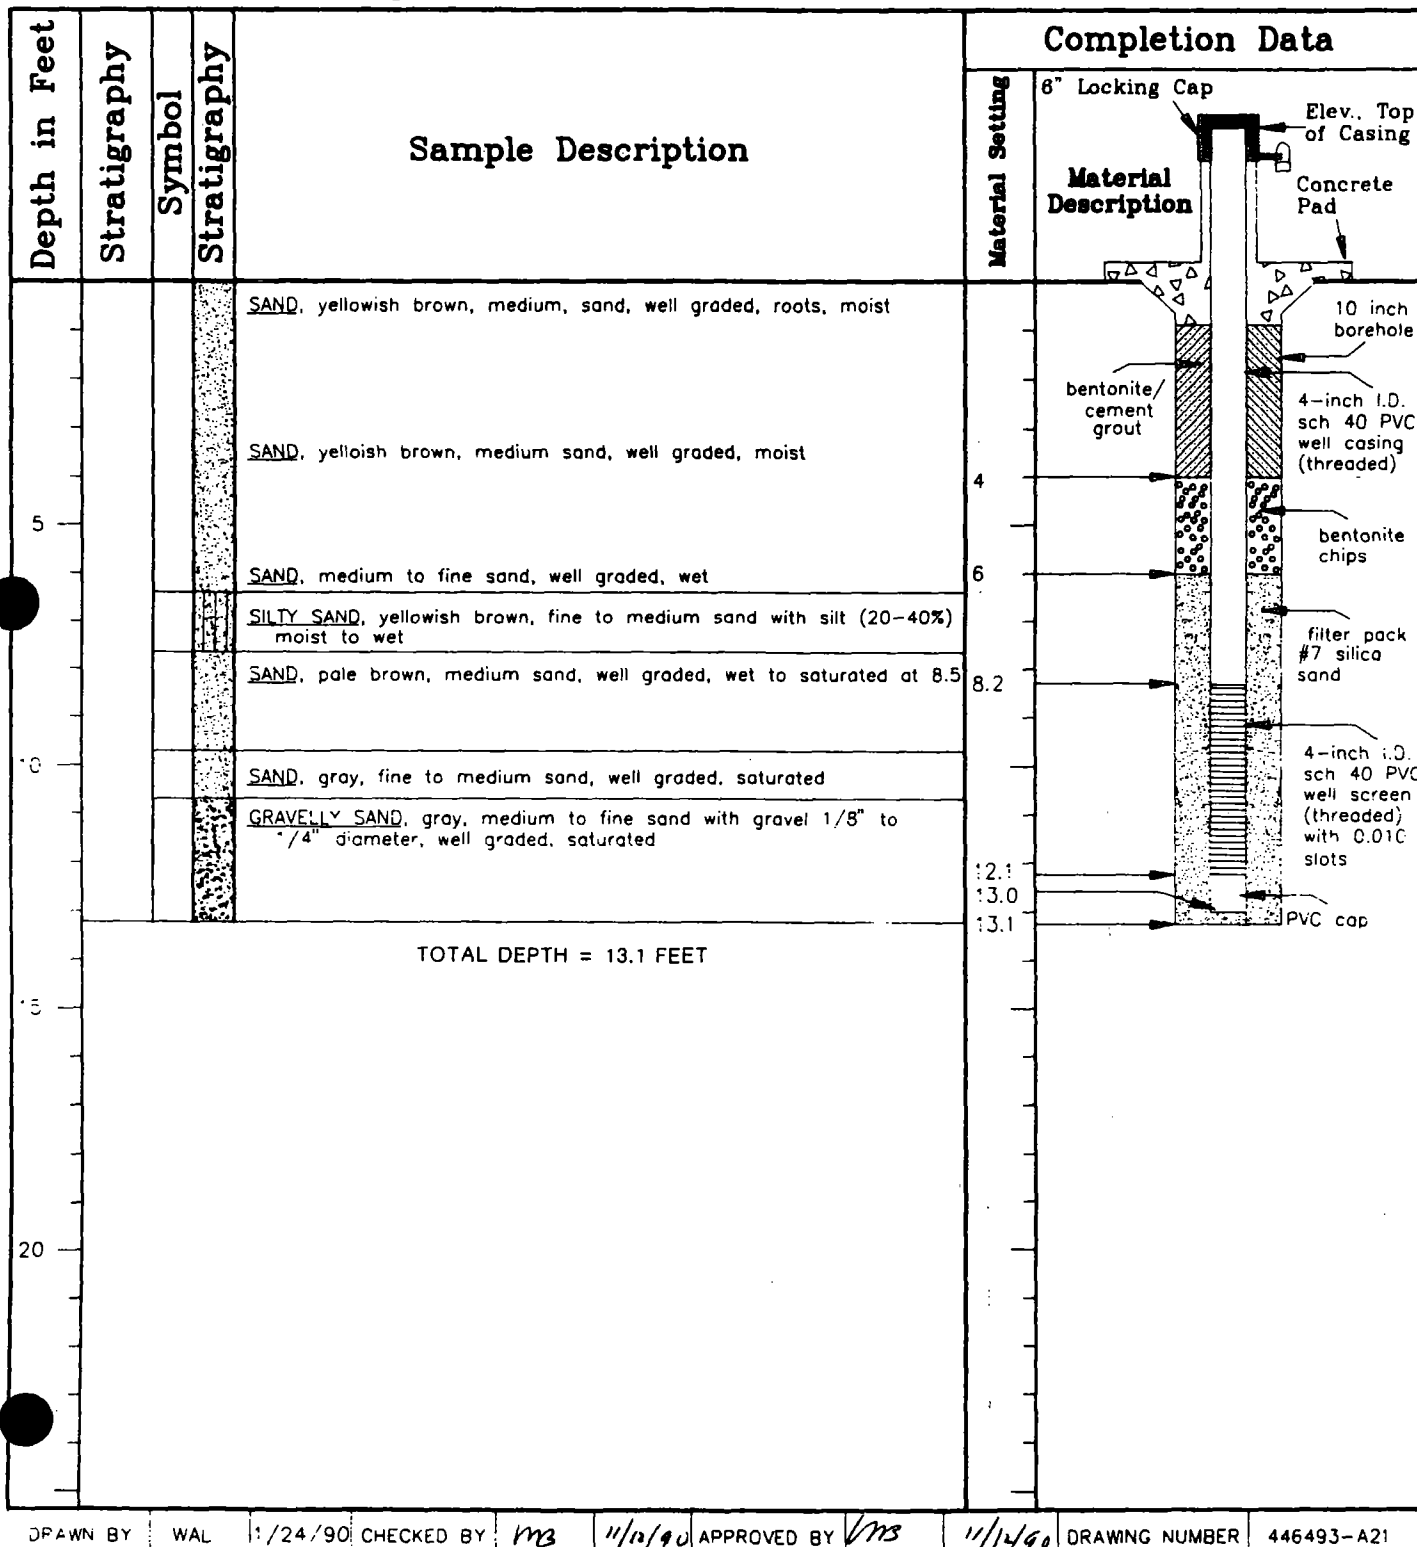 Depth in Feet
Stratigraphy
Symbol
Stratigraphy
Sample Description
Completion Data
Material Setting
6" Locking Cap
Elev., Top
of Casing
Material
Description
Concrete
Pad
SAND, yellowish brown, medium, sand, well graded, roots, moist
SAND, yelloish brown, medium sand, well graded, moist
SAND, medium to fine sand, well graded, wet
SILTY SAND, yellowish brown, fine to medium sand with silt (20-40%)
moist to wet
SAND, pale brown, medium sand, well graded, wet to saturated at 8.5
SAND, gray, fine to medium sand, well graded, saturated
GRAVELLY SAND, gray, medium to fine sand with gravel 1/8" to
1/4" diameter, well graded, saturated
TOTAL DEPTH = 13.1 FEET
5
10
15
20
4
6
8.2
12.1
13.0
13.1
10 inch
borehole
bentonite/
cement
grout
4-inch I.D.
sch 40 PVC
well casing
(threaded)
bentonite
chips
filter pack
#7 silica
sand
4-inch I.D.
sch 40 PVC
well screen
(threaded)
with 0.010
slots
PVC cap
DRAWN BY WAL 1/24/90 CHECKED BY MB 11/12/90 APPROVED BY 11/12/90 DRAWING NUMBER 446493-A21